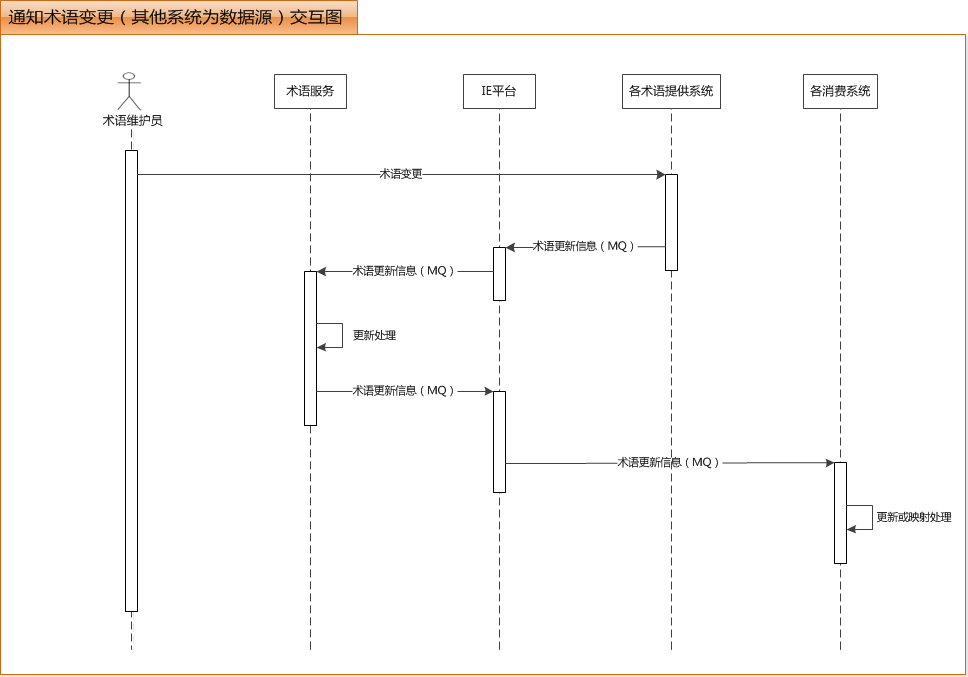 通知术语变更（其他系统为数据源）交互图
术语维护员
术语服务
IE平台
各术语提供系统
各消费系统
术语变更
术语更新信息（MQ）
术语更新信息（MQ）
更新处理
术语更新信息（MQ）
术语更新信息（MQ）
更新或映射处理